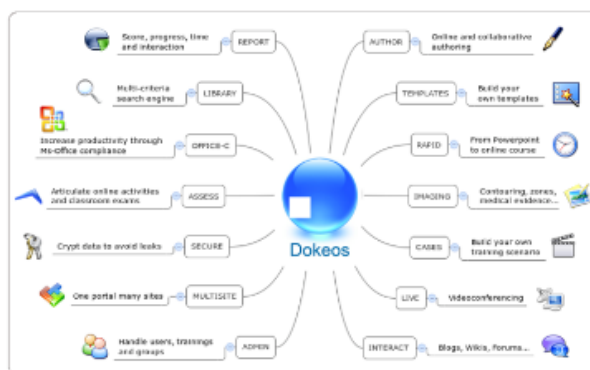 Score, progress, time
and interaction
REPORT
Multi-criteria
search engine
LIBRARY
Increase productivity through
Ms-Office compliance
OFFICE-C
Articulate online activities
and classroom exams
ASSESS
Crypt data to avoid leaks
SECURE
One portal many sites
MULTISITE
Handle users, trainings
and groups
ADMIN
Dokeos
AUTHOR
Online and collaborative
authoring
TEMPLATES
Build your
own templates
RAPID
From Powerpoint
to online course
IMAGING
Contouring, zones,
medical evidence...
CASES
Build your own
training scenario
LIVE
Videoconferencing
INTERACT
Blogs, Wikis, Forums...